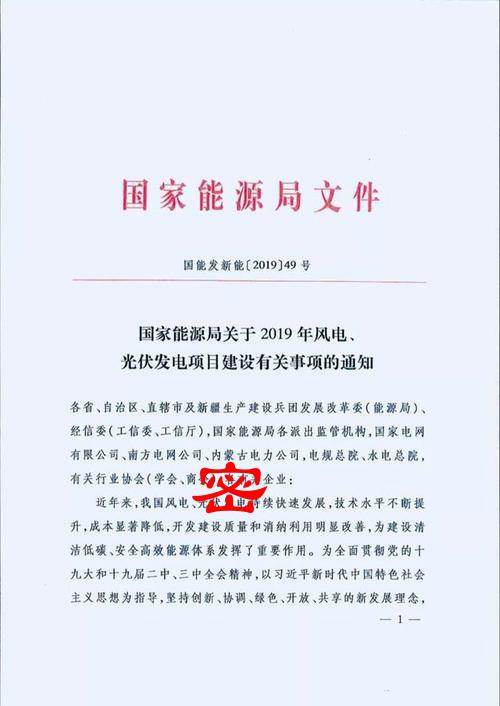 国家能源局文件
国能发新能〔2019〕49 号
国家能源局关于 2019 年风电、
光伏发电项目建设有关事项的通知
各省、自治区、直辖市及新疆生产建设兵团发展改革委(能源局)、
经信委(工信委、工信厅),国家能源局各派出监管机构,国家电网
有限公司、南方电网公司、内蒙古电力公司,电规总院、水电总院,
有关行业协会(学会、商会),各有关企业:
密
近年来,我国风电、光伏发电持续快速发展,技术水平不断提
升,成本显著降低,开发建设质量和消纳利用明显改善,为建设清
洁低碳、安全高效能源体系发挥了重要作用。为全面贯彻党的十
九大和十九届二中、三中全会精神,以习近平新时代中国特色社会
主义思想为指导,坚持创新、协调、绿色、开放、共享的新发展理念,
— 1 —